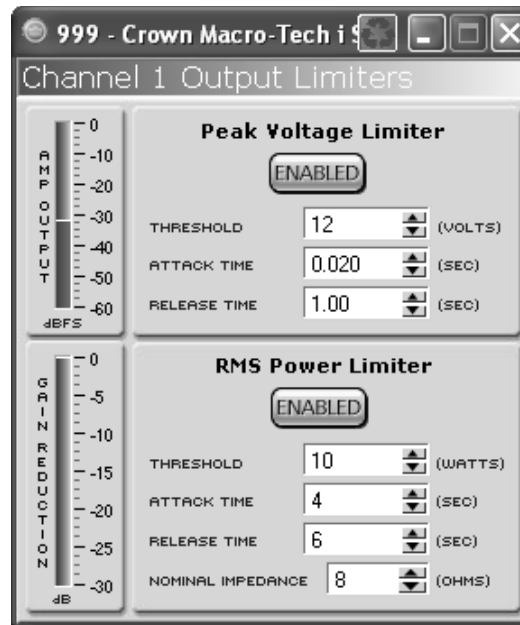 999 - Crown Macro-Tech i
Channel 1 Output Limiters
AMP OUTPUT
0
-10
-20
-30
-40
-50
-60
dBFS
Peak Voltage Limiter
ENABLED
THRESHOLD 12 (VOLTS)
ATTACK TIME 0.020 (SEC)
RELEASE TIME 1.00 (SEC)
GAIN REDUCTION
0
-5
-10
-15
-20
-25
-30
dB
RMS Power Limiter
ENABLED
THRESHOLD 10 (WATTS)
ATTACK TIME 4 (SEC)
RELEASE TIME 6 (SEC)
NOMINAL IMPEDANCE 8 (OHMS)